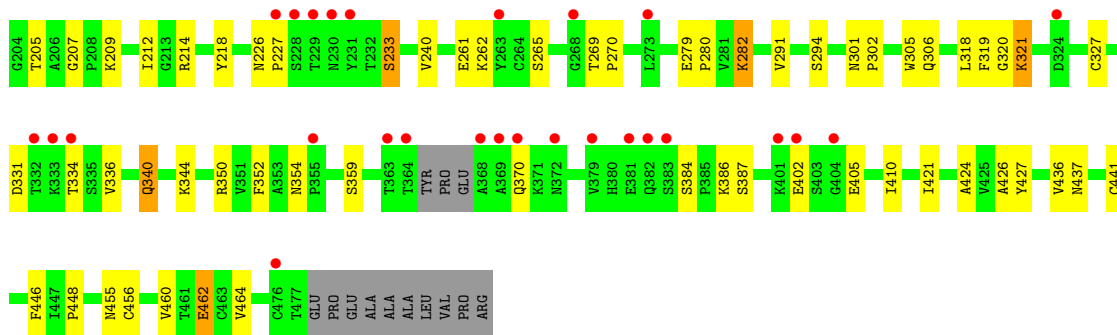 G204 T205 A206 G207 P208 K209 I212 G213 R214 Y218 N226 P227 S228 T229 N230 Y231 T232 S233 V240 E261 K262 Y263 C264 S265 G268 T269 P270 L273 E279 P280 V281 K282 V291 S294 N301 P302 W305 Q306 L318 F319 G320 K321 D324 C327
D331 T332 K333 T334 S335 V336 Q340 K344 R350 V351 F352 A353 N354 P355 S359 T363 T364 TYR PRO GLU A368 A369 Q370 K371 N372 V379 H380 E381 Q382 S383 S384 P385 K386 S387 K401 E402 S403 G404 E405 I410 I421 A424 V425 A426 Y427 V436 N437 C441
F446 I447 P448 N455 C456 V460 T461 E462 C463 V464 C476 T477 GLU PRO GLU ALA ALA ALA LEU VAL PRO ARG